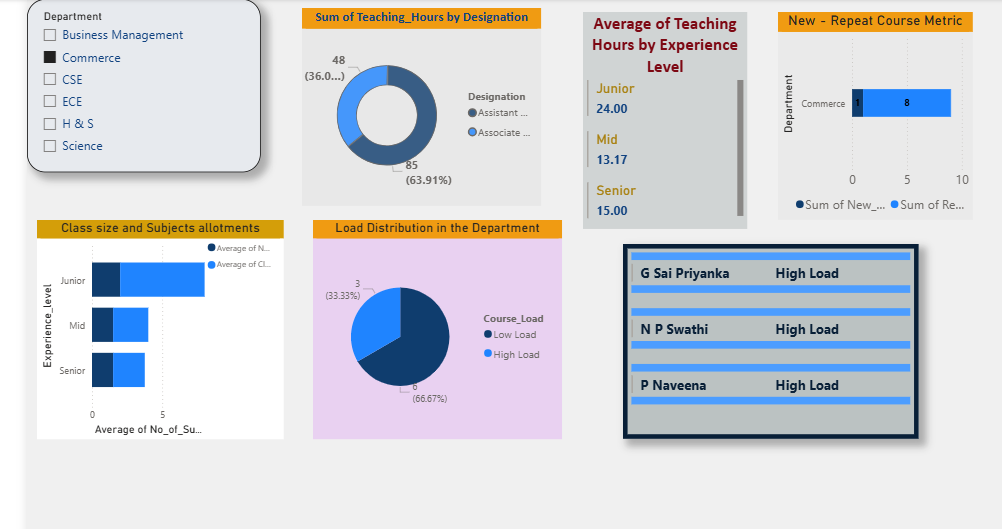 Department
Business Management
Commerce
CSE
ECE
H & S
Science
Sum of Teaching_Hours by Designation
48
(36.0...)
85
(63.91%)
Designation
Assistant ...
Associate ...
Average of Teaching
Hours by Experience
Level
Junior
24.00
Mid
13.17
Senior
15.00
New - Repeat Course Metric
Department
Commerce
1
8
0
5
10
Sum of New_...
Sum of Re...
Class size and Subjects allotments
Average of N...
Average of Cl...
Experience_level
Junior
Mid
Senior
0
5
Average of No_of_Su...
Load Distribution in the Department
3
(33.33%)
6
(66.67%)
Course_Load
Low Load
High Load
G Sai Priyanka High Load
N P Swathi High Load
P Naveena High Load